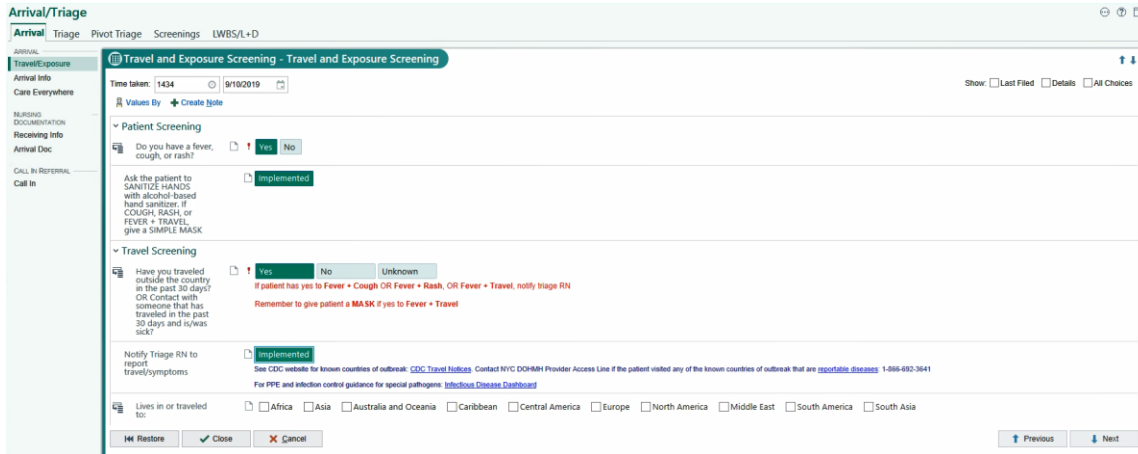 Arrival/Triage
Arrival Triage Pivot Triage Screenings LWBS/L+D
ARRIVAL
Travel/Exposure
Arrival Info
Care Everywhere
NURSING
DOCUMENTATION
Receiving Info
Arrival Doc
CALL IN REFERRAL
Call In
Travel and Exposure Screening - Travel and Exposure Screening
Time taken: 1434 9/10/2019 Show: Last Filed Details All Choices
Values By Create Note
Patient Screening
Do you have a fever,
cough, or rash?
Yes No
Ask the patient to
SANITIZE HANDS
with alcohol-based
hand sanitizer. If
COUGH, RASH, or
FEVER + TRAVEL,
give a SIMPLE MASK
Implemented
Travel Screening
Have you traveled
outside the country
in the past 30 days?
OR Contact with
someone that has
traveled in the past
30 days and is/was
sick?
Yes No Unknown
If patient has yes to Fever + Cough OR Fever + Rash, OR Fever + Travel, notify triage RN
Remember to give patient a MASK if yes to Fever + Travel
Notify Triage RN to
report
travel/symptoms
Implemented
See CDC website for known countries of outbreak: CDC Travel Notices. Contact NYC DOHMH Provider Access Line if the patient visited any of the known countries of outbreak that are reportable diseases: 1-866-692-3641
For PPE and infection control guidance for special pathogens: Infectious Disease Dashboard
Lives in or traveled
to:
Africa Asia Australia and Oceania Caribbean Central America Europe North America Middle East South America South Asia
Restore Close Cancel Previous Next